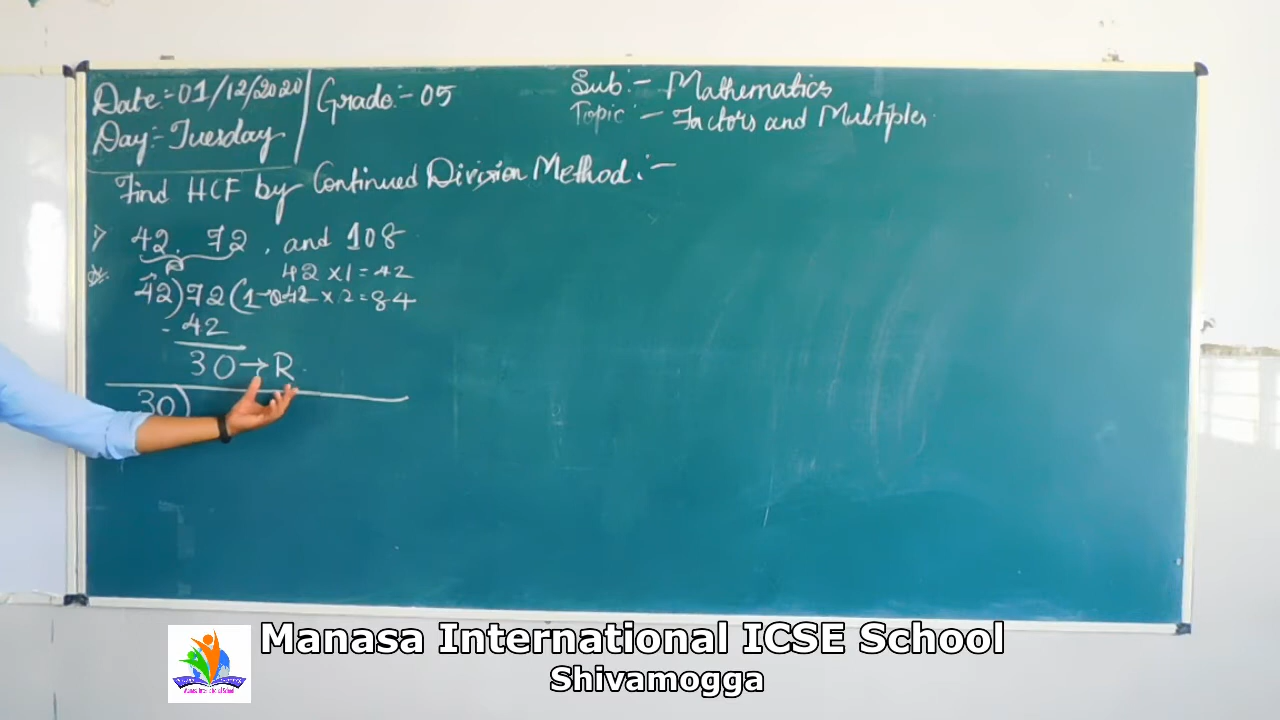 Date:-01/12/2020
Day:-Tuesday
Grade:-05
Sub:- Mathematics
Topic:- Factors and Multiples
Find HCF by Continued Division Method:-
42, 72, and 108
42 x 1 = 42
42)72(1→042 x 2 = 84
- 42
30→R
30)
Manasa International ICSE School
Shivamogga